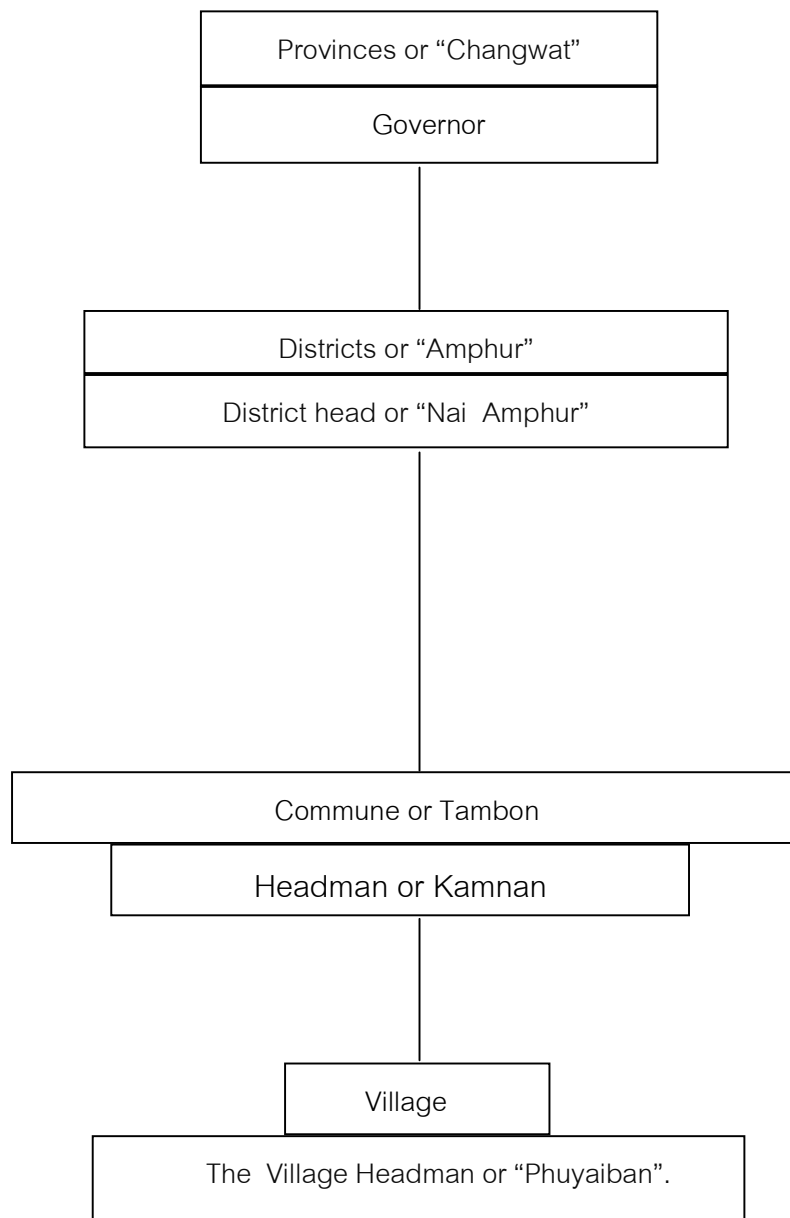 Provinces or “Changwat”
Governor
Districts or “Amphur”
District head or “Nai  Amphur”
Commune or Tambon
Headman or Kamnan
Village
The  Village Headman or “Phuyaiban”.